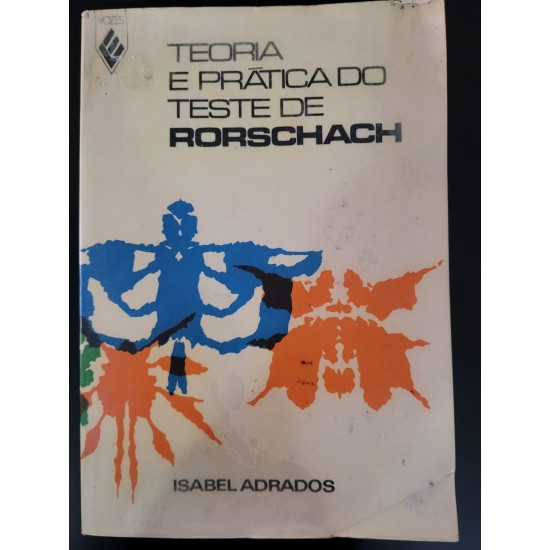 VOZES
TEORIA
E PRÁTICA DO
TESTE DE
RORSCHACH
ISABEL ADRADOS